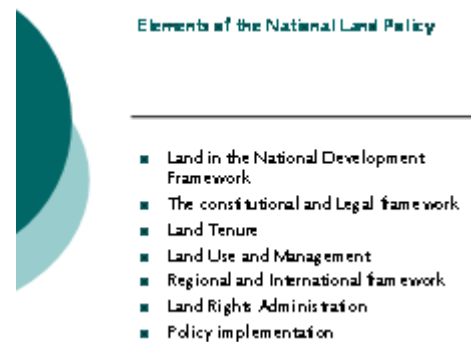 Elements of the National Land Policy
Land in the National Development
Framework
The constitutional and Legal framework
Land Tenure
Land Use and Management
Regional and International framework
Land Rights Administration
Policy implementation